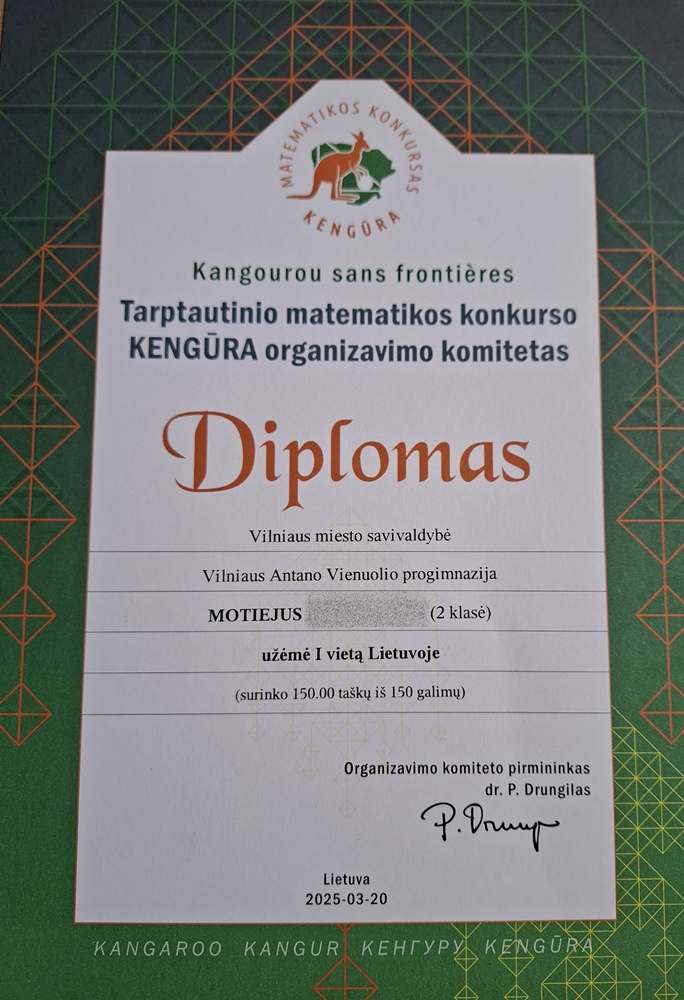 MATEMATIKOS KONKURSAS
KENGŪRA
Kangourou sans frontières
Tarptautinio matematikos konkurso
KENGŪRA organizavimo komitetas
Diplomas
Vilniaus miesto savivaldybė
Vilniaus Antano Vienuolio progimnazija
MOTIEJUS (2 klasė)
užėmė I vietą Lietuvoje
(surinko 150.00 taškų iš 150 galimų)
Organizavimo komiteto pirmininkas
dr. P. Drungilas
Lietuva
2025-03-20
KANGAROO KANGUR КЕНГУРУ KENGŪRA